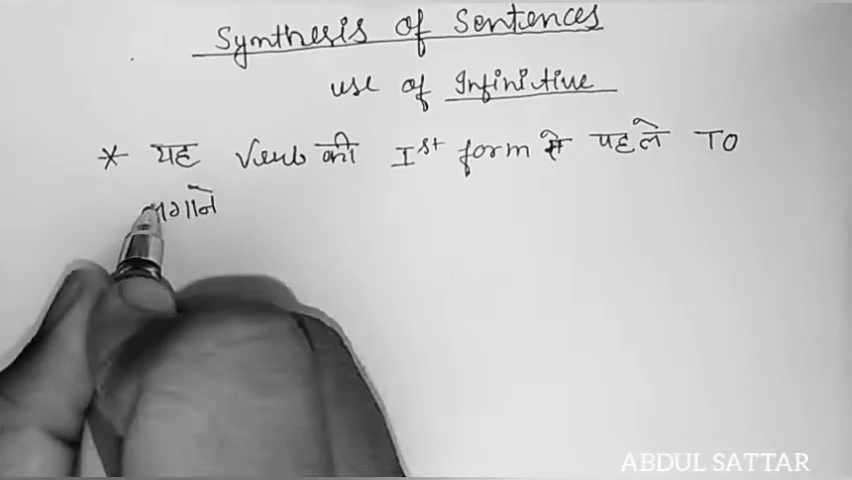 Synthesis of Sentences
use of Infinitive
* यह Verb की Ist form से पहले TO
लगाने
ABDUL SATTAR